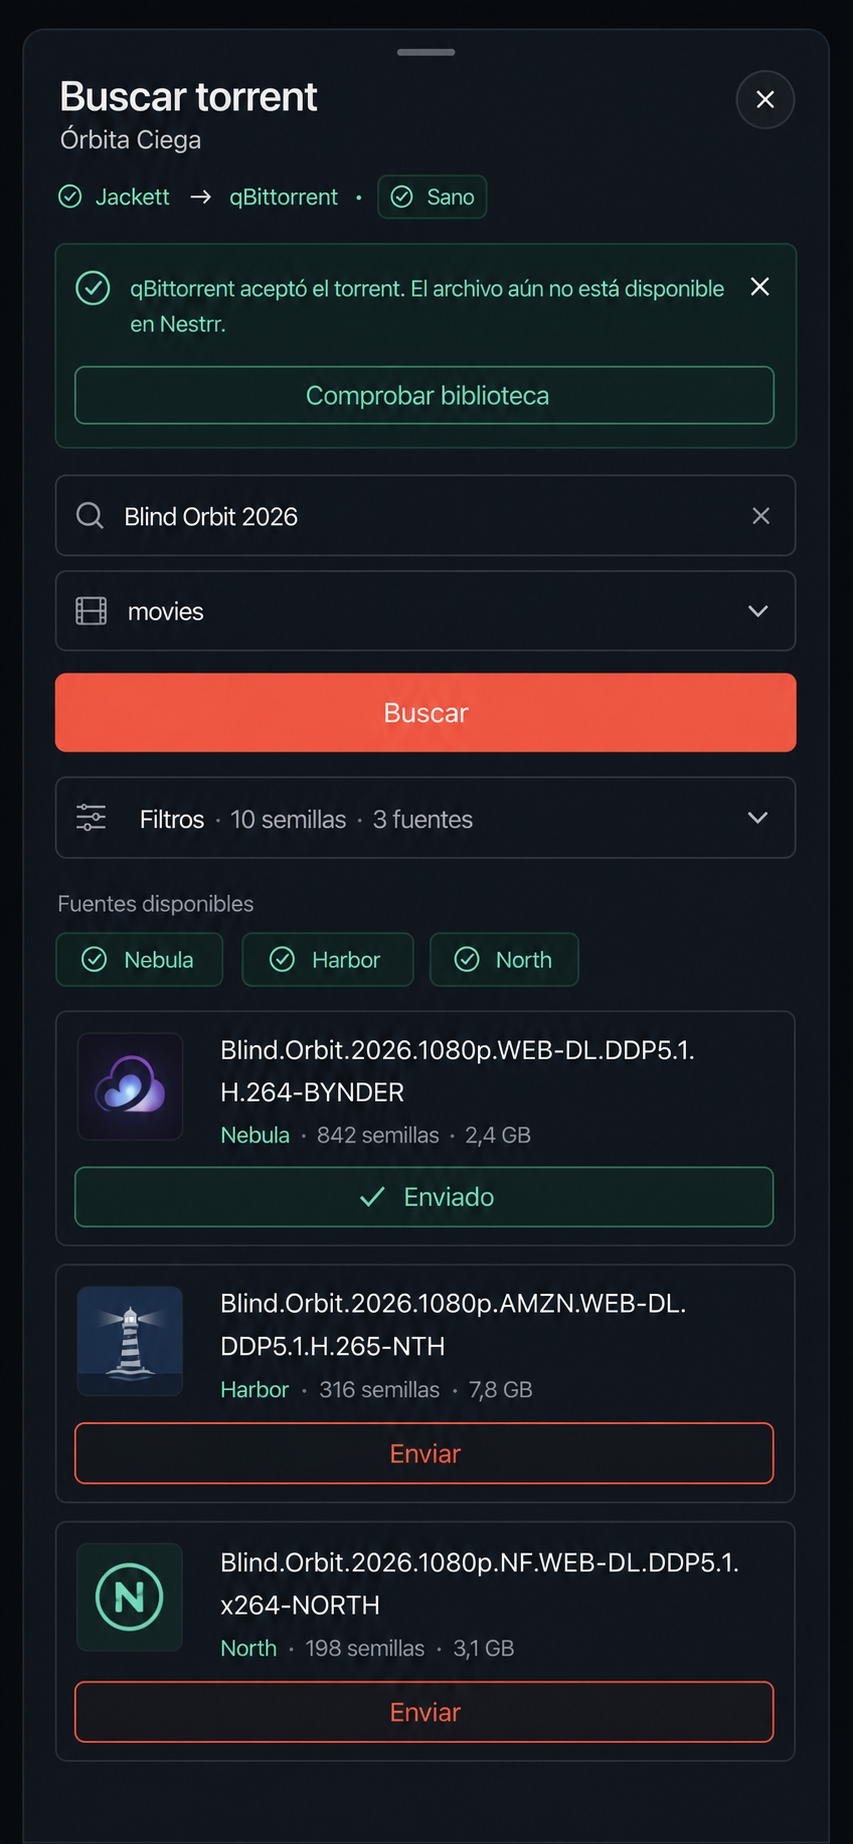 Buscar torrent
Órbita Ciega
Jackett → qBittorrent • Sano
qBittorrent aceptó el torrent. El archivo aún no está disponible
en Nestrr.
Comprobar biblioteca
Blind Orbit 2026
movies
Buscar
Filtros · 10 semillas · 3 fuentes
Fuentes disponibles
Nebula
Harbor
North
Blind.Orbit.2026.1080p.WEB-DL.DDP5.1.
H.264-BYNDER
Nebula · 842 semillas · 2,4 GB
Enviado
Blind.Orbit.2026.1080p.AMZN.WEB-DL.
DDP5.1.H.265-NTH
Harbor · 316 semillas · 7,8 GB
Enviar
N
Blind.Orbit.2026.1080p.NF.WEB-DL.DDP5.1.
x264-NORTH
North · 198 semillas · 3,1 GB
Enviar